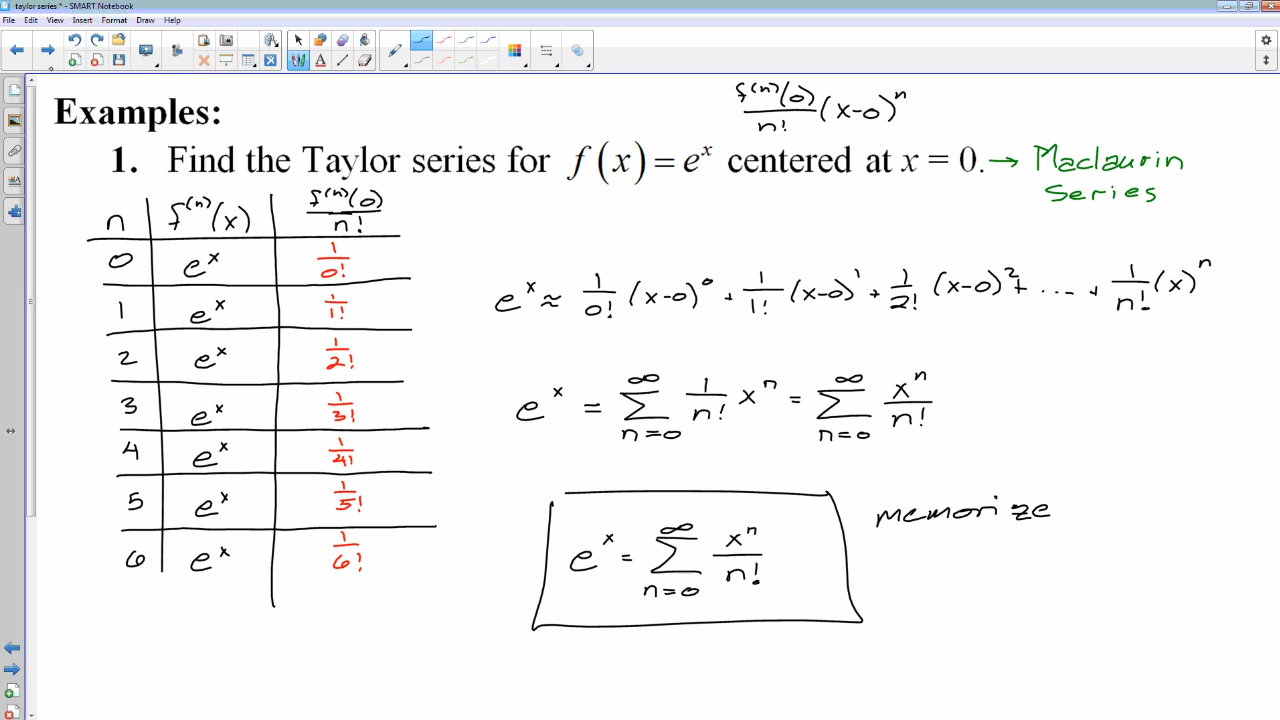 taylor series * - SMART Notebook
File Edit View Insert Format Draw Help
f⁽ⁿ⁾(0)/n! (x-0)ⁿ
Examples:
1. Find the Taylor series for f(x) = eˣ centered at x = 0. → Maclaurin
Series
n | f⁽ⁿ⁾(x) | f⁽ⁿ⁾(0)/n!
0 | eˣ | 1/0!
1 | eˣ | 1/1!
2 | eˣ | 1/2!
3 | eˣ | 1/3!
4 | eˣ | 1/4!
5 | eˣ | 1/5!
6 | eˣ | 1/6!
eˣ ≈ 1/0! (x-0)⁰ + 1/1! (x-0)¹ + 1/2! (x-0)² + .... + 1/n! (x)ⁿ
eˣ = ∞∑n=0 1/n! xⁿ = ∞∑n=0 xⁿ/n!
eˣ = ∞∑n=0 xⁿ/n!
memorize